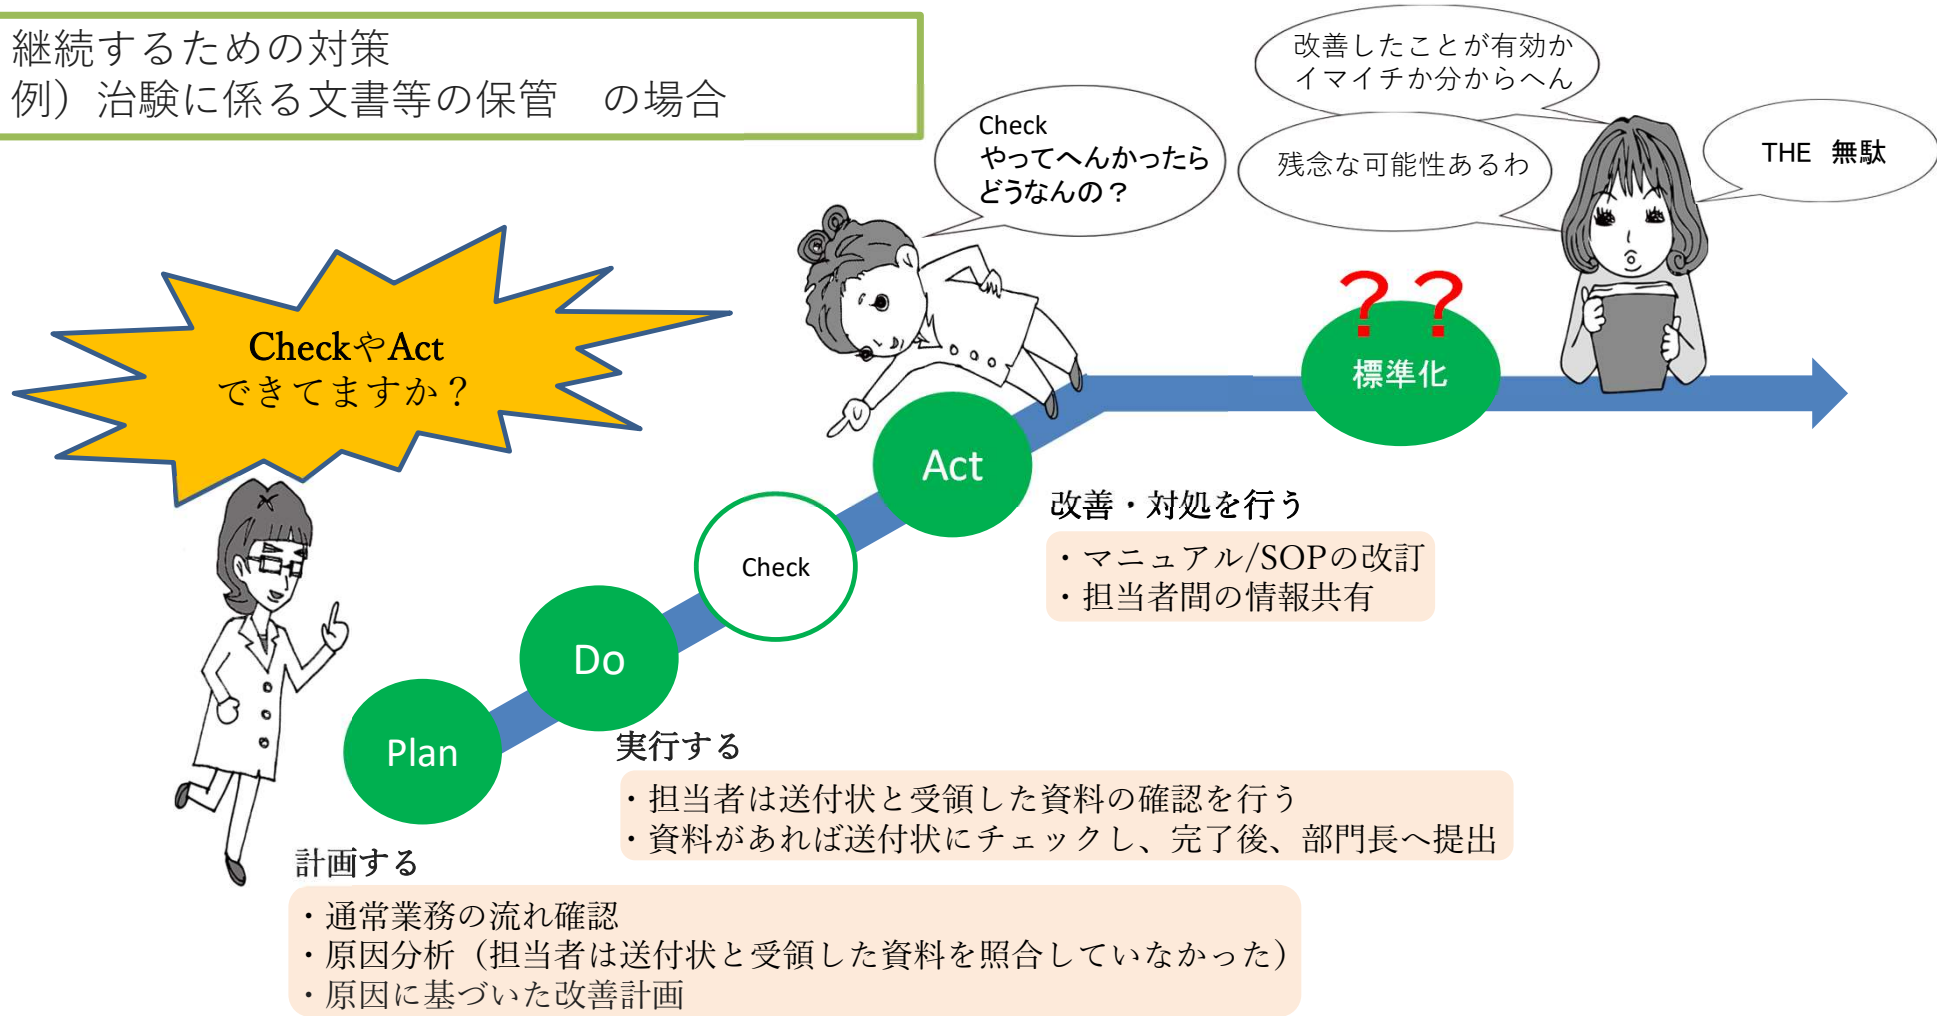 継続するための対策
例）治験に係る文書等の保管　の場合
改善したことが有効か
イマイチか分からへん
Check
やってへんかったら
どうなんの？
残念な可能性あるわ
THE 無駄
CheckやAct
できてますか？
？？
標準化
Act
改善・対処を行う
・マニュアル/SOPの改訂
・担当者間の情報共有
Check
Do
実行する
・担当者は送付状と受領した資料の確認を行う
・資料があれば送付状にチェックし、完了後、部門長へ提出
Plan
計画する
・通常業務の流れ確認
・原因分析（担当者は送付状と受領した資料を照合していなかった）
・原因に基づいた改善計画